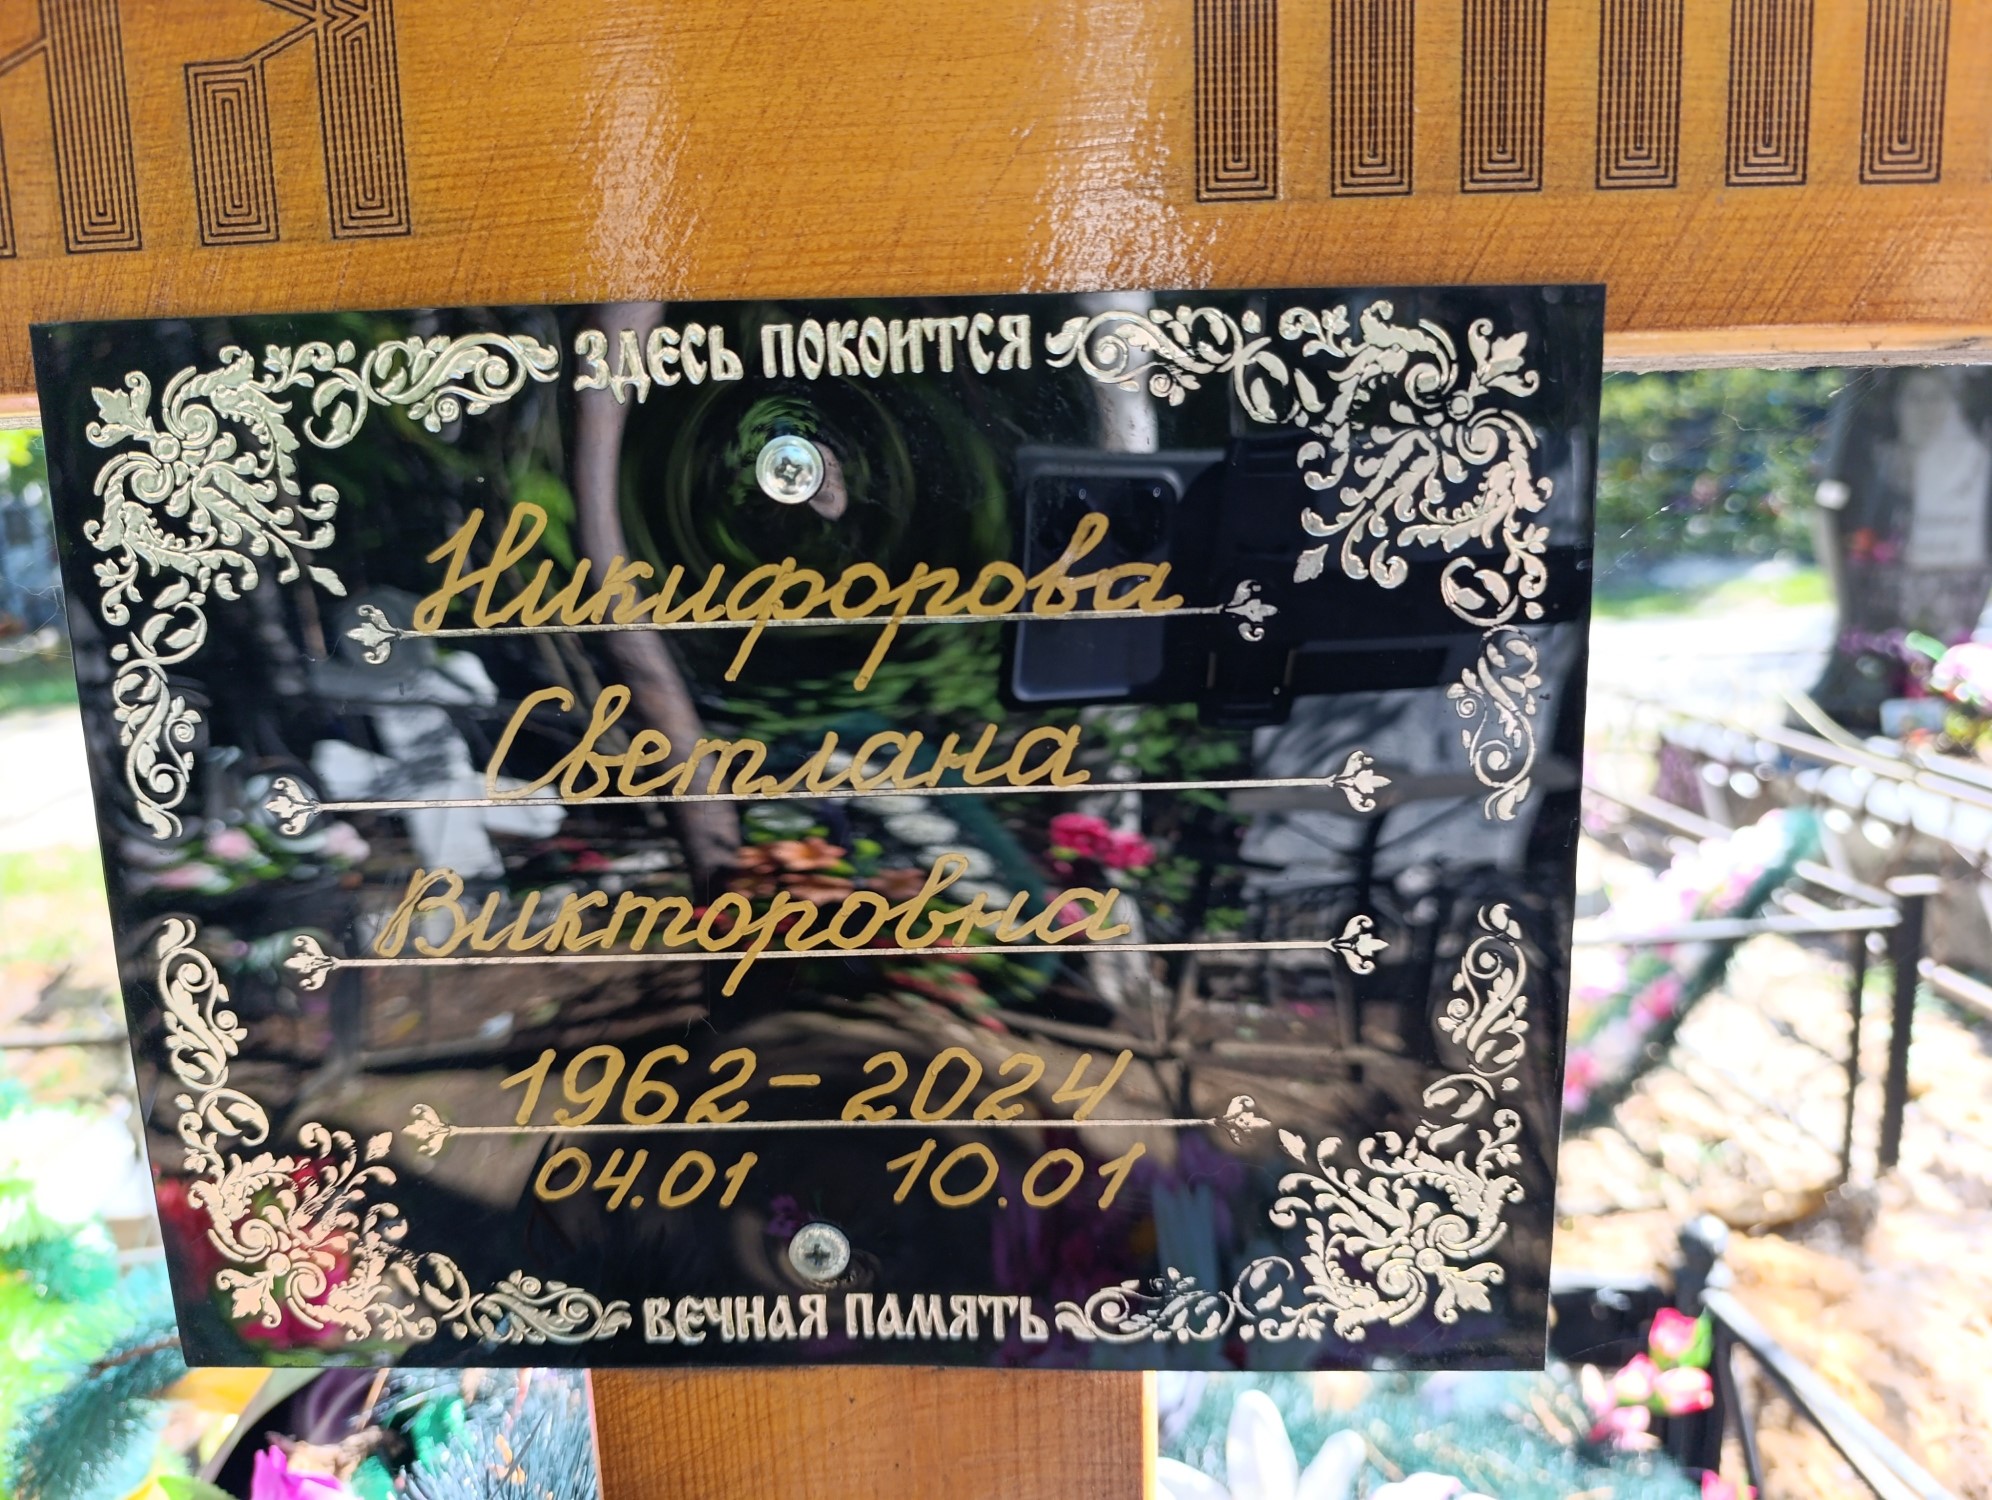 ЗДЕСЬ ПОКОИТСЯ
Никифорова
Светлана
Викторовна
1962 - 2024
04.01 10.01
ВЕЧНАЯ ПАМЯТЬ